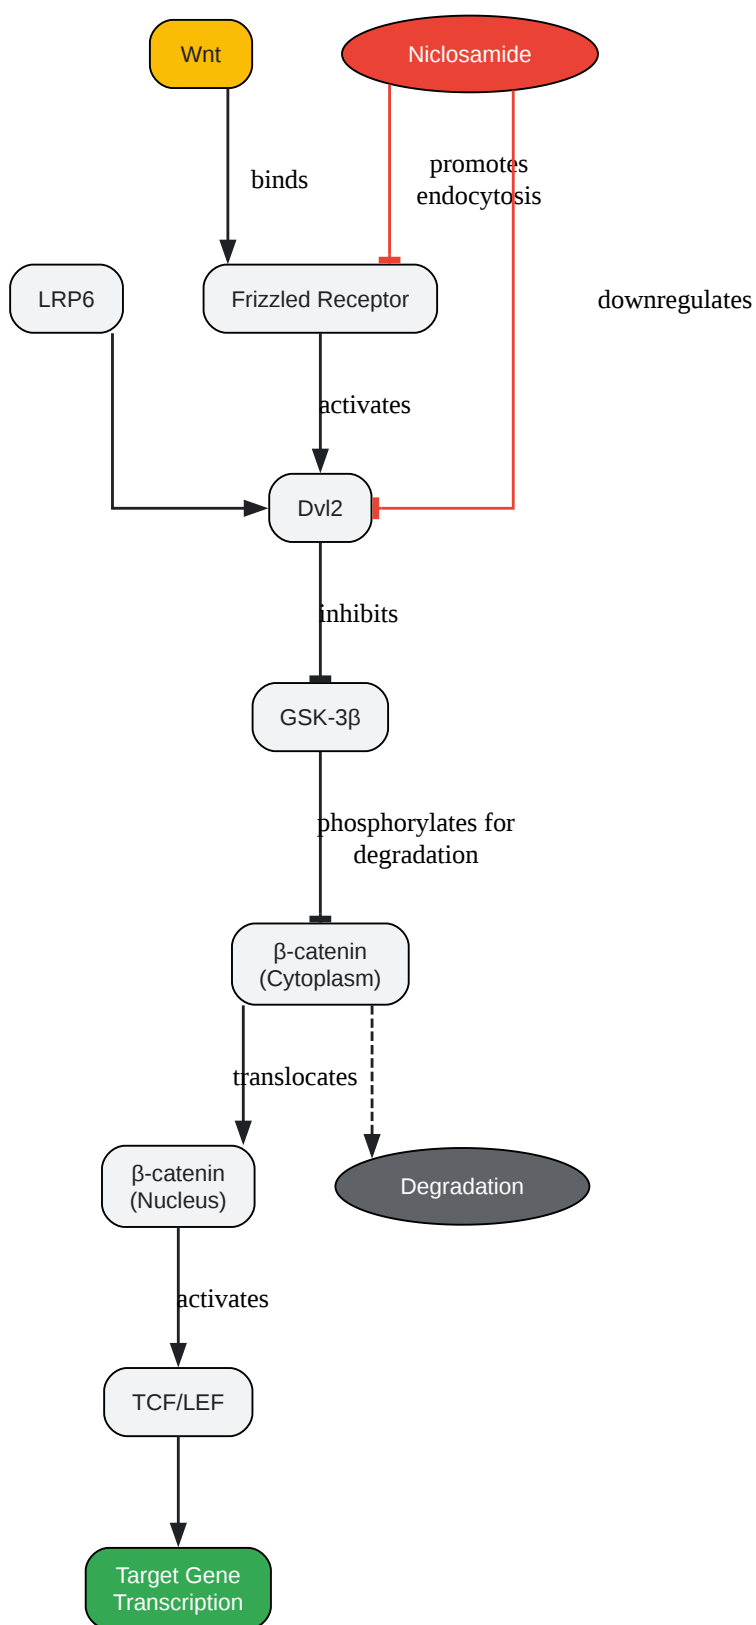 Wnt
Niclosamide
binds
promotes
endocytosis
LRP6
Frizzled Receptor
downregulates
activates
Dvl2
inhibits
GSK-3β
phosphorylates for
degradation
β-catenin
(Cytoplasm)
translocates
β-catenin
(Nucleus)
Degradation
activates
TCF/LEF
Target Gene
Transcription